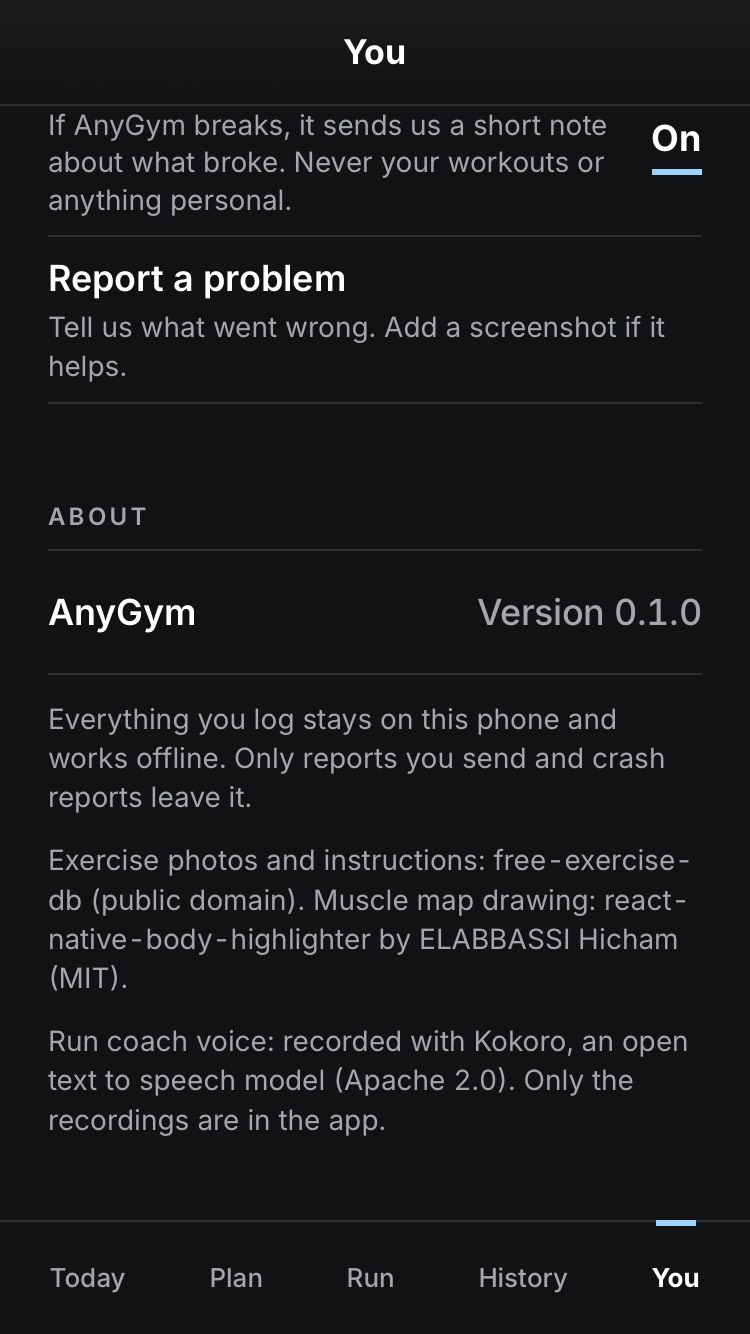 You
If AnyGym breaks, it sends us a short note
about what broke. Never your workouts or
anything personal.
On
Report a problem
Tell us what went wrong. Add a screenshot if it
helps.
ABOUT
AnyGym
Version 0.1.0
Everything you log stays on this phone and
works offline. Only reports you send and crash
reports leave it.
Exercise photos and instructions: free-exercise-
db (public domain). Muscle map drawing: react-
native-body-highlighter by ELABBASSI Hicham
(MIT).
Run coach voice: recorded with Kokoro, an open
text to speech model (Apache 2.0). Only the
recordings are in the app.
Today
Plan
Run
History
You